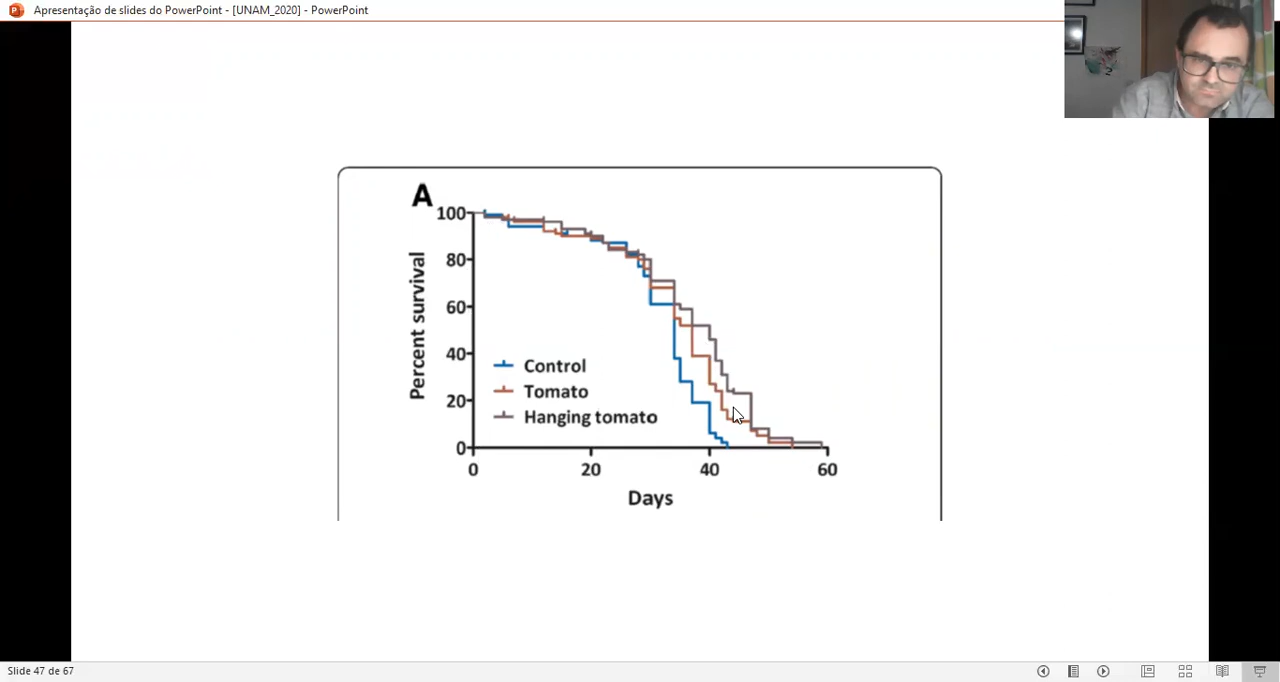 Apresentação de slides do PowerPoint - [UNAM_2020] - PowerPoint
A
100
80
60
40
20
0
Percent survival
Control
Tomato
Hanging tomato
0 20 40 60
Days
Slide 47 de 67